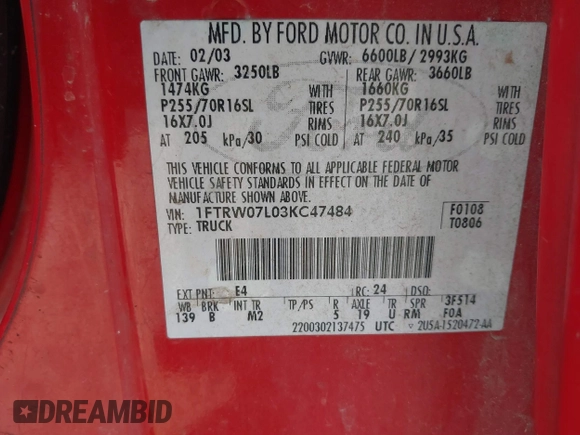 MFD. BY FORD MOTOR CO. IN U.S.A.
DATE: 02/03 GVWR: 6600LB/ 2993KG
FRONT GAWR: 3250LB REAR GAWR: 3660LB
1474KG WITH 1660KG WITH
P255/70R16SL TIRES P255/70R16SL TIRES
16X7.0J RIMS 16X7.0J RIMS
AT 205 kPa/30 PSI COLD AT 240 kPa/35 PSI COLD
THIS VEHICLE CONFORMS TO ALL APPLICABLE FEDERAL MOTOR
VEHICLE SAFETY STANDARDS IN EFFECT ON THE DATE OF
MANUFACTURE SHOWN ABOVE.
VIN: 1FTRW07L03KC47484 F0108
TYPE: TRUCK T0806
EXT PNT: E4 RC: 24 DSO:
WB BRK INT TR TP/PS R AXLE TR SPR 3F514
139 B M2 5 19 U RM F0A
2200302137475 UTC 2U5A-1520472-AA
Ford
DREAMBID